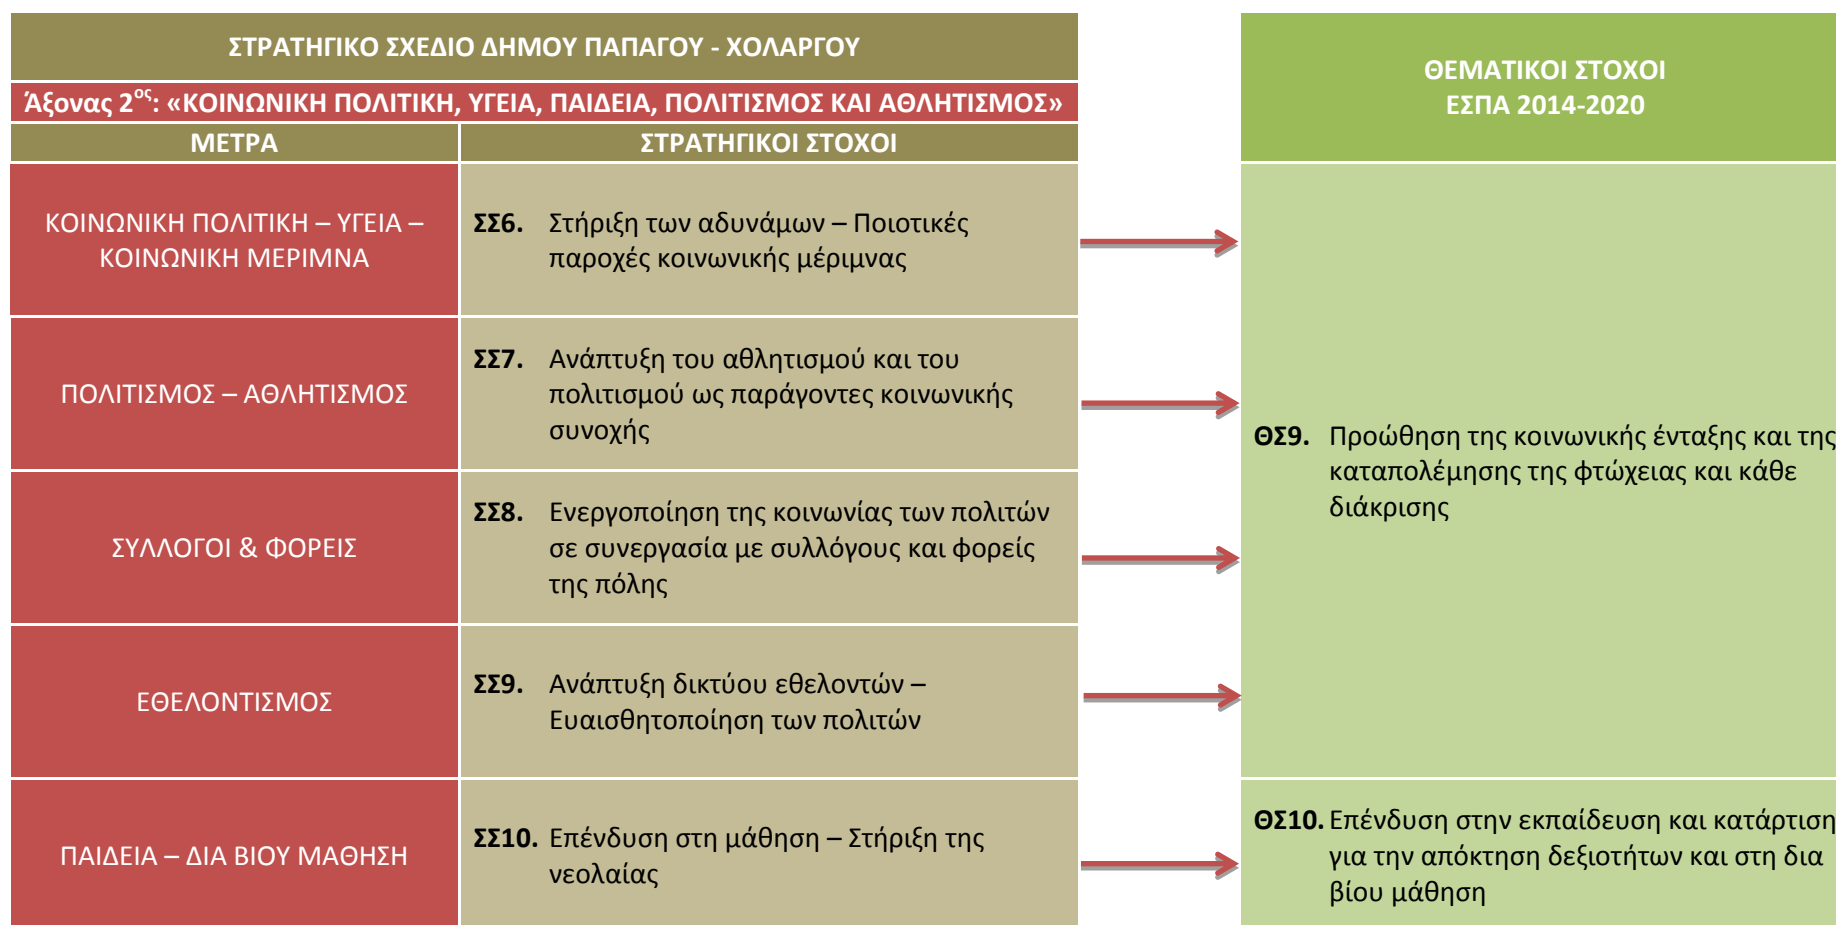 ΣΤΡΑΤΗΓΙΚΟ ΣΧΕΔΙΟ ΔΗΜΟΥ ΠΑΠΑΓΟΥ - ΧΟΛΑΡΓΟΥ
Άξονας 2ος: «ΚΟΙΝΩΝΙΚΗ ΠΟΛΙΤΙΚΗ, ΥΓΕΙΑ, ΠΑΙΔΕΙΑ, ΠΟΛΙΤΙΣΜΟΣ ΚΑΙ ΑΘΛΗΤΙΣΜΟΣ»
ΜΕΤΡΑ
ΣΤΡΑΤΗΓΙΚΟΙ ΣΤΟΧΟΙ
ΘΕΜΑΤΙΚΟΙ ΣΤΟΧΟΙ
ΕΣΠΑ 2014-2020
ΚΟΙΝΩΝΙΚΗ ΠΟΛΙΤΙΚΗ – ΥΓΕΙΑ –
ΚΟΙΝΩΝΙΚΗ ΜΕΡΙΜΝΑ
ΣΣ6. Στήριξη των αδυνάμων – Ποιοτικές
παροχές κοινωνικής μέριμνας
ΠΟΛΙΤΙΣΜΟΣ – ΑΘΛΗΤΙΣΜΟΣ
ΣΣ7. Ανάπτυξη του αθλητισμού και του
πολιτισμού ως παράγοντες κοινωνικής
συνοχής
ΣΥΛΛΟΓΟΙ & ΦΟΡΕΙΣ
ΣΣ8. Ενεργοποίηση της κοινωνίας των πολιτών
σε συνεργασία με συλλόγους και φορείς
της πόλης
ΕΘΕΛΟΝΤΙΣΜΟΣ
ΣΣ9. Ανάπτυξη δικτύου εθελοντών –
Ευαισθητοποίηση των πολιτών
ΘΣ9. Προώθηση της κοινωνικής ένταξης και της
καταπολέμησης της φτώχειας και κάθε
διάκρισης
ΠΑΙΔΕΙΑ – ΔΙΑ ΒΙΟΥ ΜΑΘΗΣΗ
ΣΣ10. Επένδυση στη μάθηση – Στήριξη της
νεολαίας
ΘΣ10. Επένδυση στην εκπαίδευση και κατάρτιση
για την απόκτηση δεξιοτήτων και στη δια
βίου μάθηση